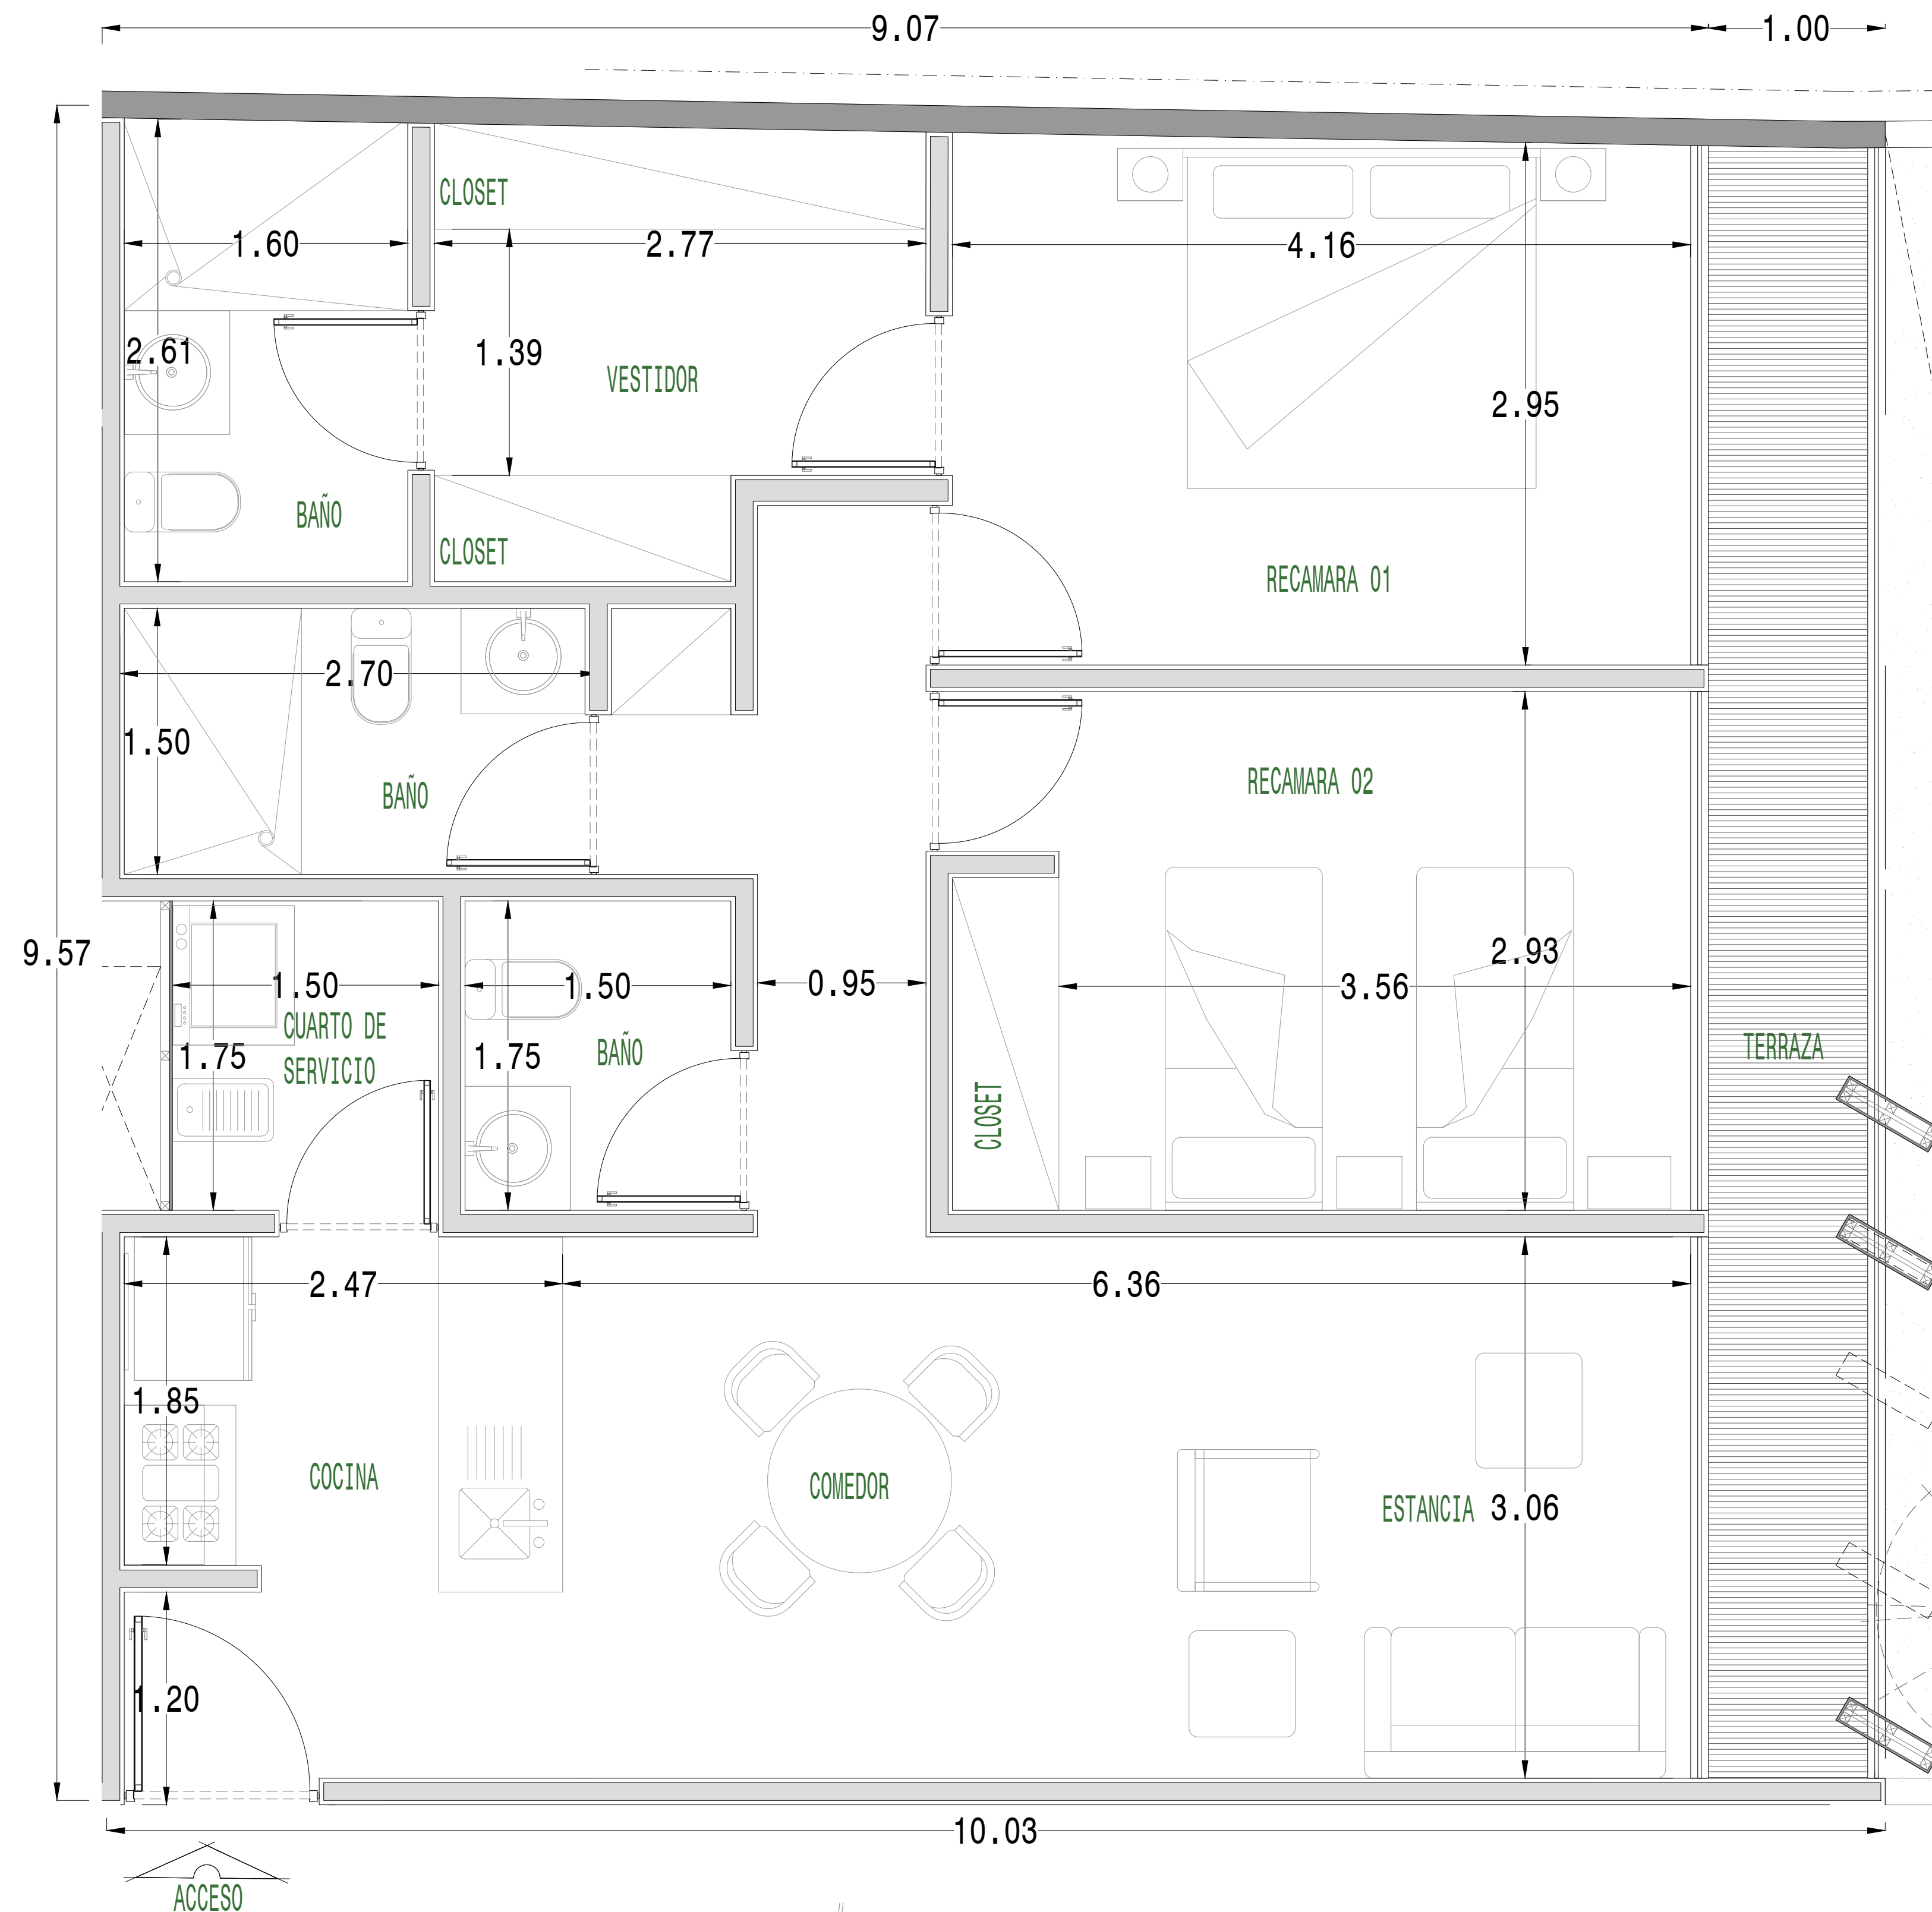 9.07
1.00
CLOSET
1.60
2.77
4.16
2.61
1.39
VESTIDOR
2.95
BAÑO
CLOSET
RECAMARA 01
2.70
1.50
BAÑO
RECAMARA 02
9.57
1.50
1.50
0.95
3.56
2.93
CUARTO DE
SERVICIO
1.75
1.75
BAÑO
CLOSET
TERRAZA
2.47
6.36
1.85
COCINA
COMEDOR
ESTANCIA
3.06
1.20
10.03
ACCESO